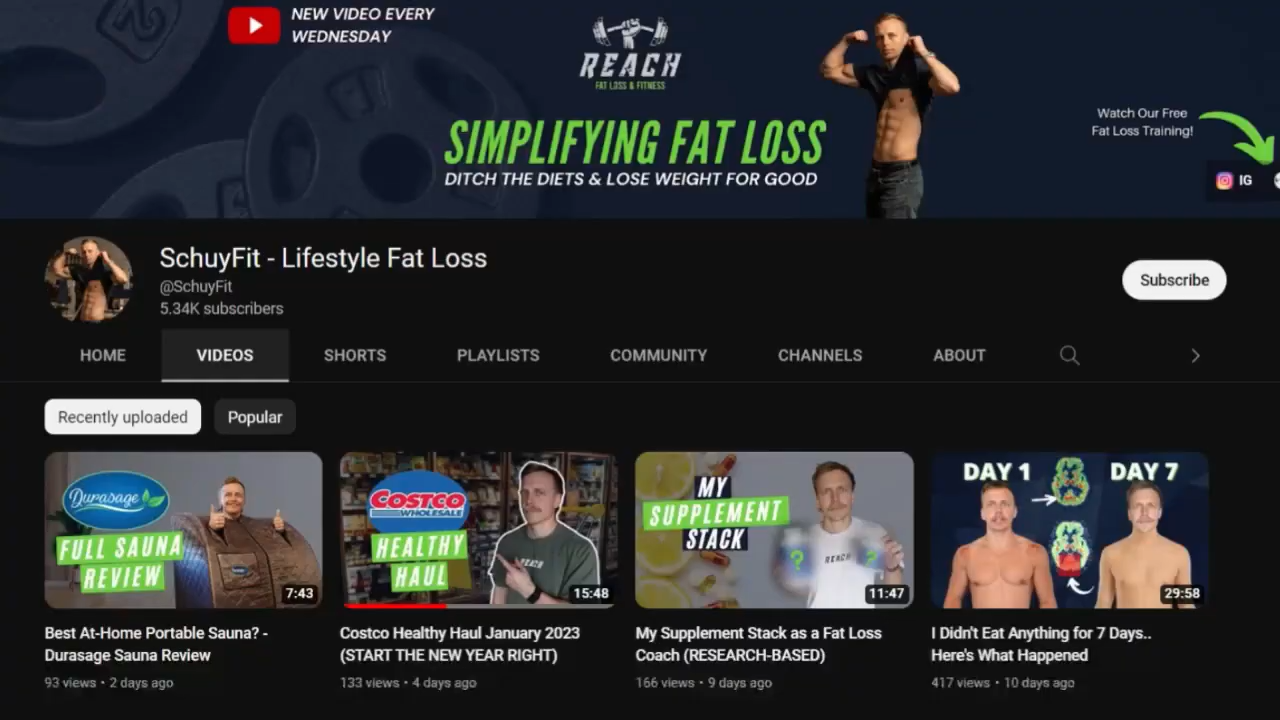 NEW VIDEO EVERY
WEDNESDAY
REACH
FAT LOSS & FITNESS
SIMPLIFYING FAT LOSS
DITCH THE DIETS & LOSE WEIGHT FOR GOOD
Watch Our Free
Fat Loss Training!
IG
SchuyFit - Lifestyle Fat Loss
@SchuyFit
5.34K subscribers
Subscribe
HOME VIDEOS SHORTS PLAYLISTS COMMUNITY CHANNELS ABOUT
Recently uploaded Popular
Durasage
FULL SAUNA
REVIEW
7:43
COSTCO
WHOLESALE
HEALTHY
HAUL
15:48
MY
SUPPLEMENT
STACK
?
?
REACH
11:47
DAY 1 DAY 7
29:58
Best At-Home Portable Sauna? -
Durasage Sauna Review
93 views • 2 days ago
Costco Healthy Haul January 2023
(START THE NEW YEAR RIGHT)
133 views • 4 days ago
My Supplement Stack as a Fat Loss
Coach (RESEARCH-BASED)
166 views • 9 days ago
I Didn't Eat Anything for 7 Days..
Here's What Happened
417 views • 10 days ago